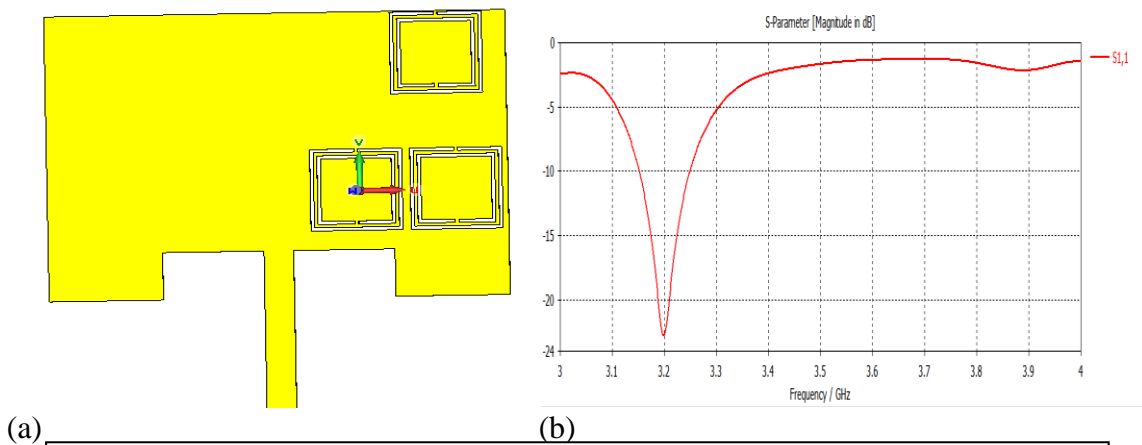 S-Parameter [Magnitude in dB]
0
-5
-10
-15
-20
-24
3 3.1 3.2 3.3 3.4 3.5 3.6 3.7 3.8 3.9 4
Frequency / GHz
S1,1
v
(a) (b)